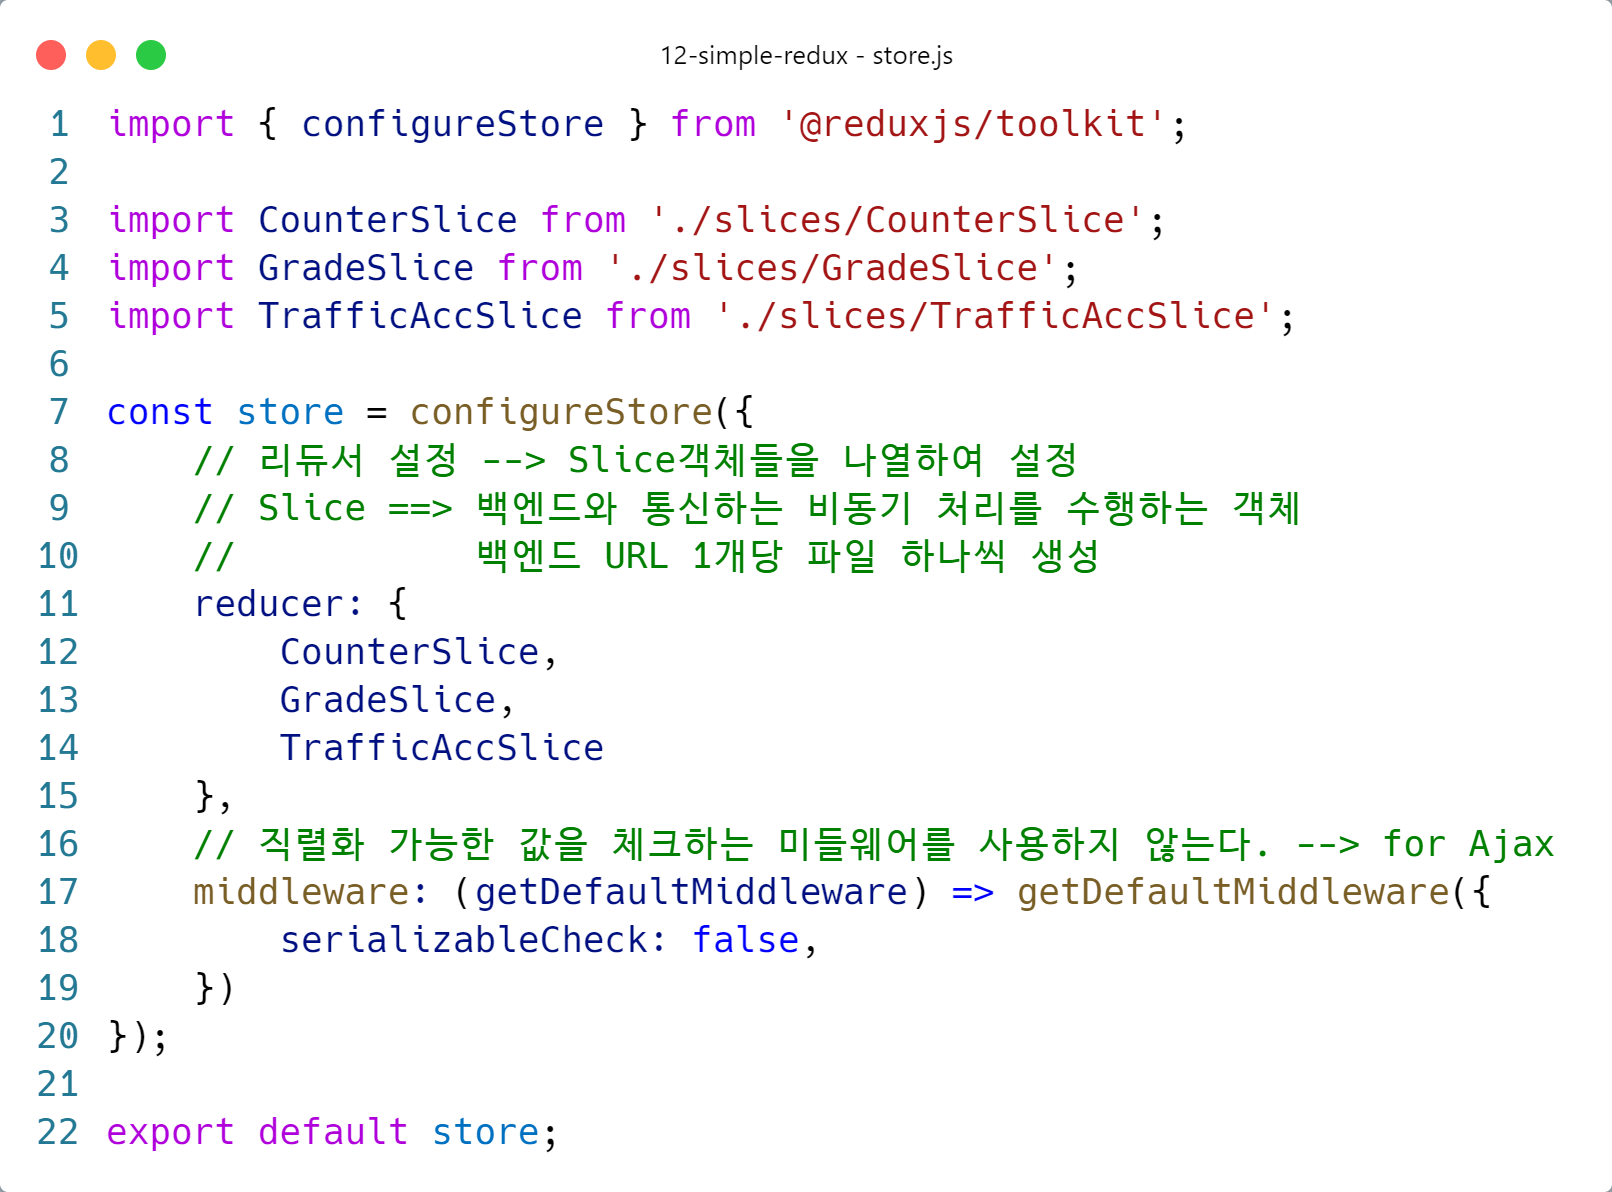 12-simple-redux - store.js
1 import { configureStore } from '@reduxjs/toolkit';
2
3 import CounterSlice from './slices/CounterSlice';
4 import GradeSlice from './slices/GradeSlice';
5 import TrafficAccSlice from './slices/TrafficAccSlice';
6
7 const store = configureStore({
8     // 리듀서 설정 --> Slice객체들을 나열하여 설정
9     // Slice ==> 백엔드와 통신하는 비동기 처리를 수행하는 객체
10     //           백엔드 URL 1개당 파일 하나씩 생성
11     reducer: {
12         CounterSlice,
13         GradeSlice,
14         TrafficAccSlice
15     },
16     // 직렬화 가능한 값을 체크하는 미들웨어를 사용하지 않는다. --> for Ajax
17     middleware: (getDefaultMiddleware) => getDefaultMiddleware({
18         serializableCheck: false,
19     })
20 });
21
22 export default store;